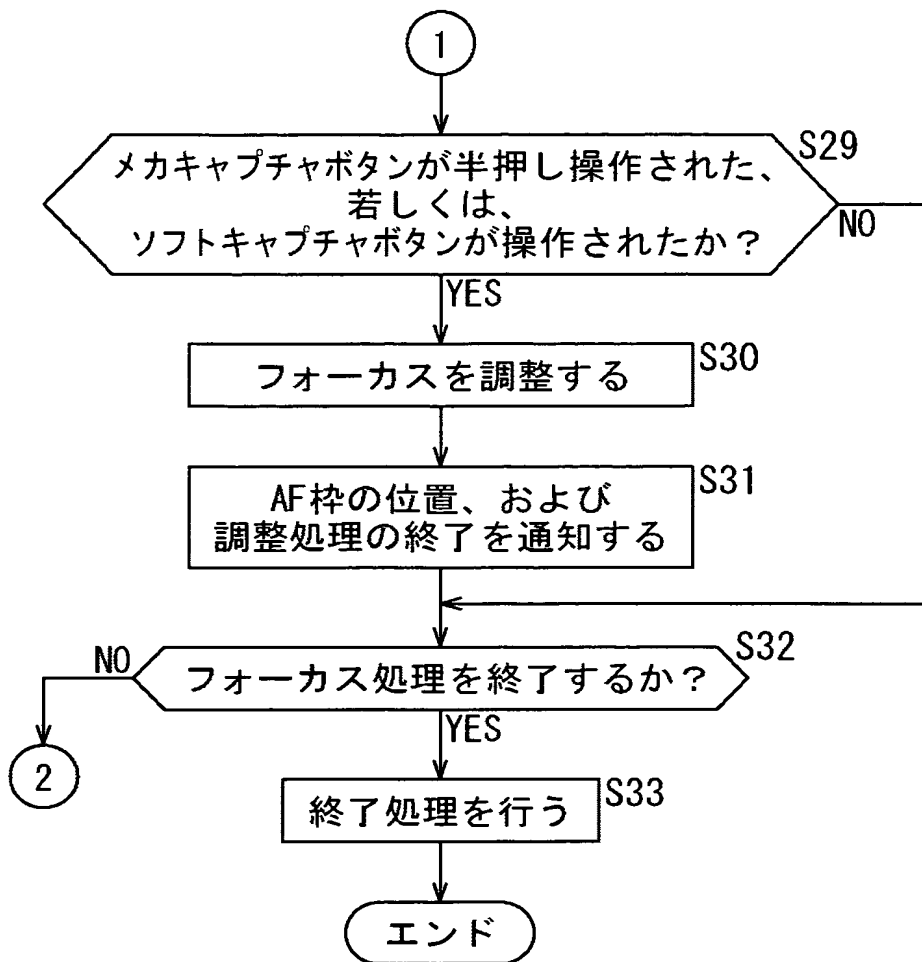 1
S29
メカキャプチャボタンが半押し操作された、
若しくは、
ソフトキャプチャボタンが操作されたか?
NO
YES
S30
フォーカスを調整する
S31
AF枠の位置、および
調整処理の終了を通知する
S32
NO
フォーカス処理を終了するか?
YES
2
S33
終了処理を行う
エンド